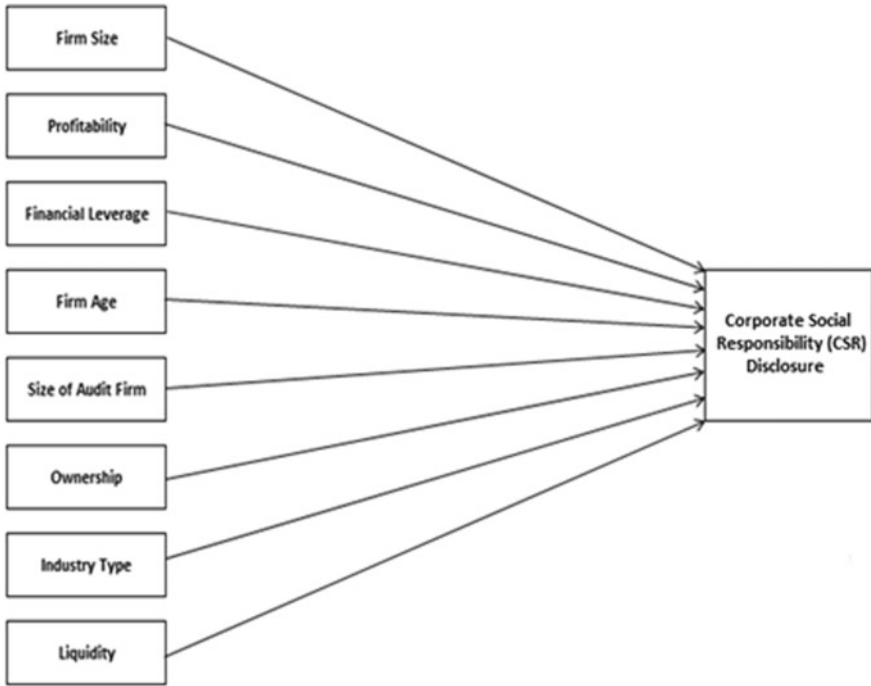 Firm Size
Profitability
Financial Leverage
Firm Age
Size of Audit Firm
Ownership
Industry Type
Liquidity
Corporate Social
Responsibility (CSR)
Disclosure